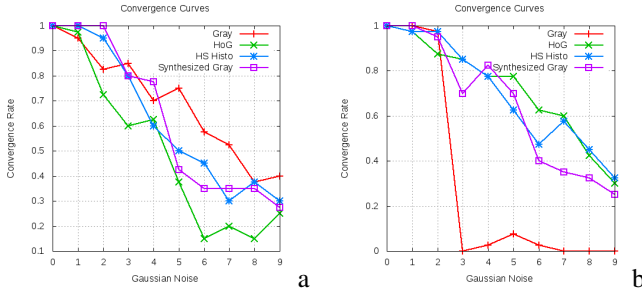 Convergence Curves
Gray
HoG
HS Histo
Synthesized Gray
Convergence Rate
1
0.9
0.8
0.7
0.6
0.5
0.4
0.3
0.2
0.1
0 1 2 3 4 5 6 7 8 9
Gaussian Noise
a
Convergence Curves
Gray
HoG
HS Histo
Synthesized Gray
Convergence Rate
1
0.8
0.6
0.4
0.2
0
0 1 2 3 4 5 6 7 8 9
Gaussian Noise
b